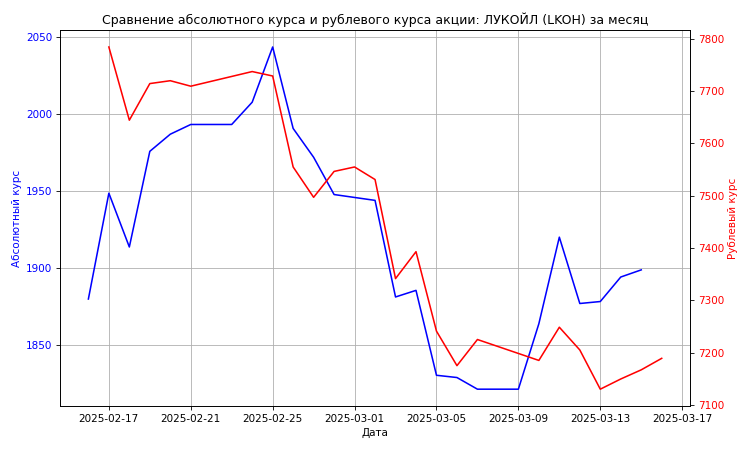 Сравнение абсолютного курса и рублевого курса акции: ЛУКОЙЛ (LKOH) за месяц
2050
2000
1950
1900
1850
Абсолютный курс
7800
7700
7600
7500
7400
7300
7200
7100
Рублевый курс
2025-02-17 2025-02-21 2025-02-25 2025-03-01 2025-03-05 2025-03-09 2025-03-13 2025-03-17
Дата